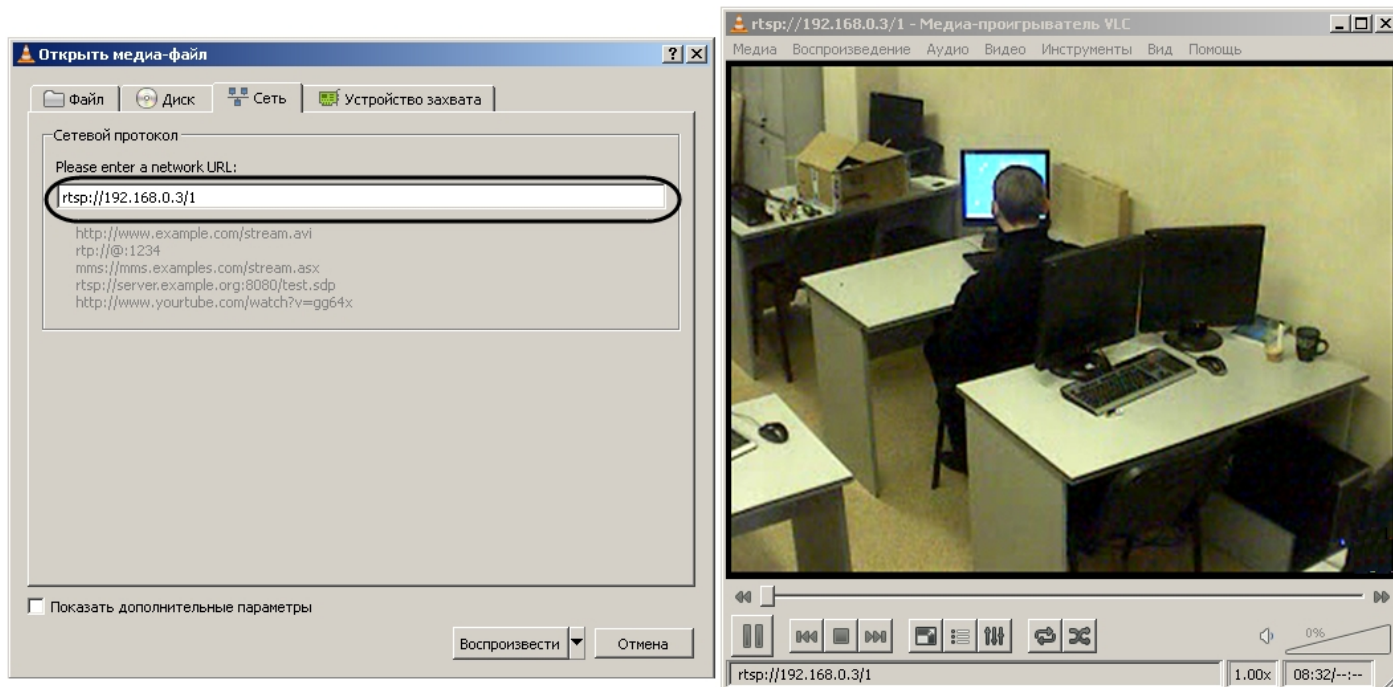 Открыть медиа-файл
Файл
Диск
Сеть
Устройство захвата
Сетевой протокол
Please enter a network URL:
rtsp://192.168.0.3/1
http://www.example.com/stream.avi
rtp://@:1234
mms://mms.examples.com/stream.asx
rtsp://server.example.org:8080/test.sdp
http://www.yourtube.com/watch?v=gg64x
Показать дополнительные параметры
Воспроизвести
Отмена
rtsp://192.168.0.3/1 - Медиа-проигрыватель VLC
Медиа Воспроизведение Аудио Видео Инструменты Вид Помощь
0%
rtsp://192.168.0.3/1
1.00x
08:32/--:--